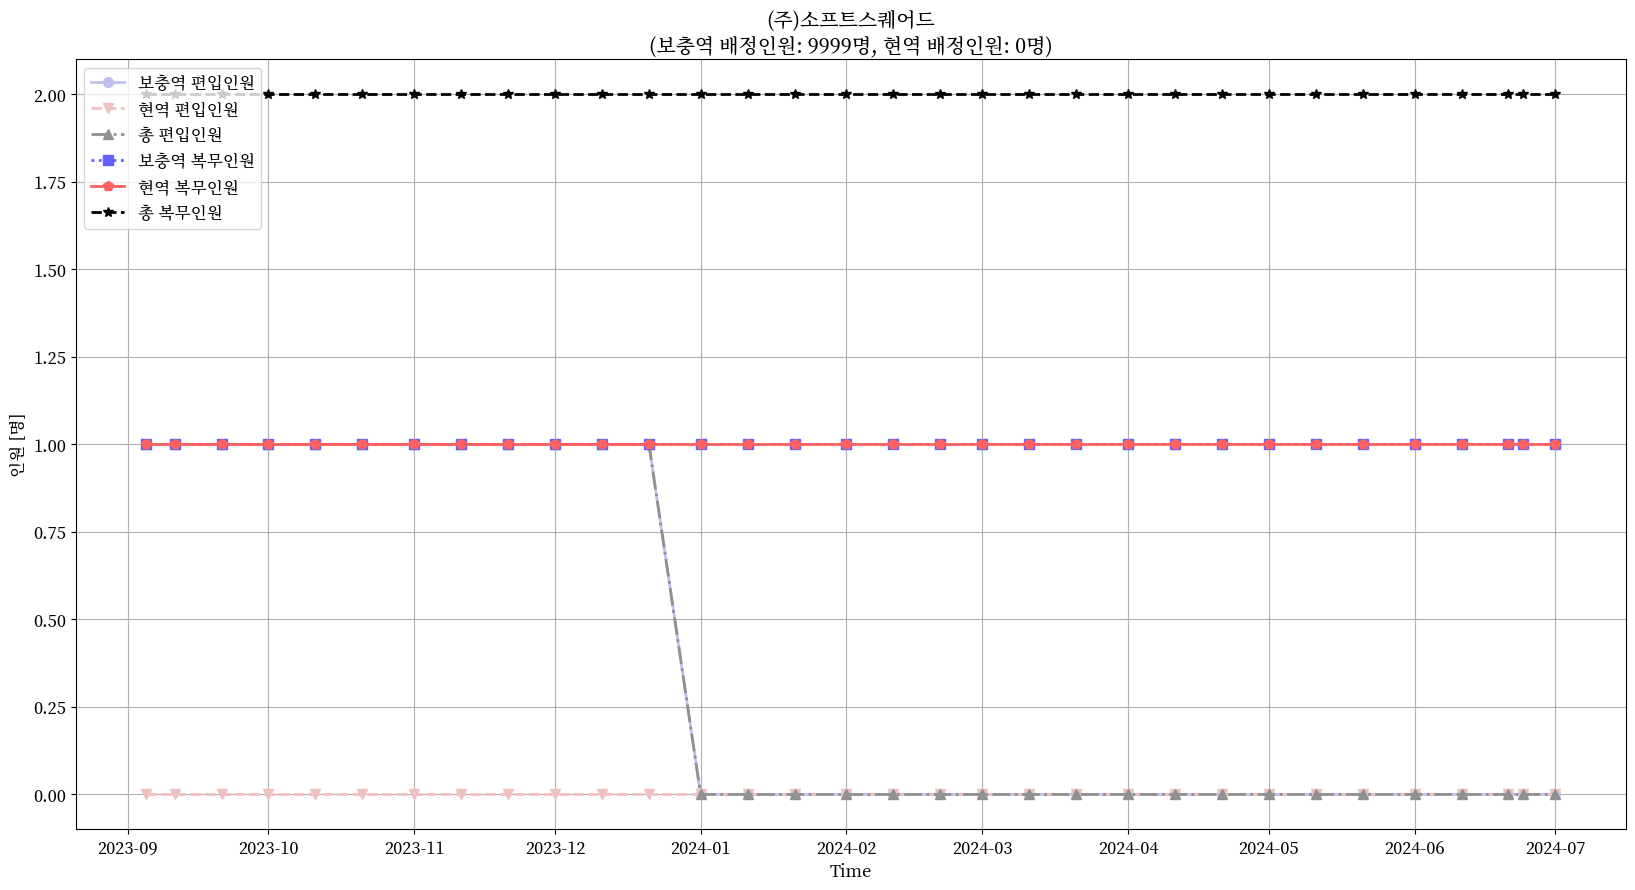 (주)소프트스퀘어드
(보충역 배정인원: 9999명, 현역 배정인원: 0명)
보충역 편입인원
현역 편입인원
총 편입인원
보충역 복무인원
현역 복무인원
총 복무인원
2.00
1.75
1.50
1.25
1.00
0.75
0.50
0.25
0.00
인원 [명]
2023-09 2023-10 2023-11 2023-12 2024-01 2024-02 2024-03 2024-04 2024-05 2024-06 2024-07
Time